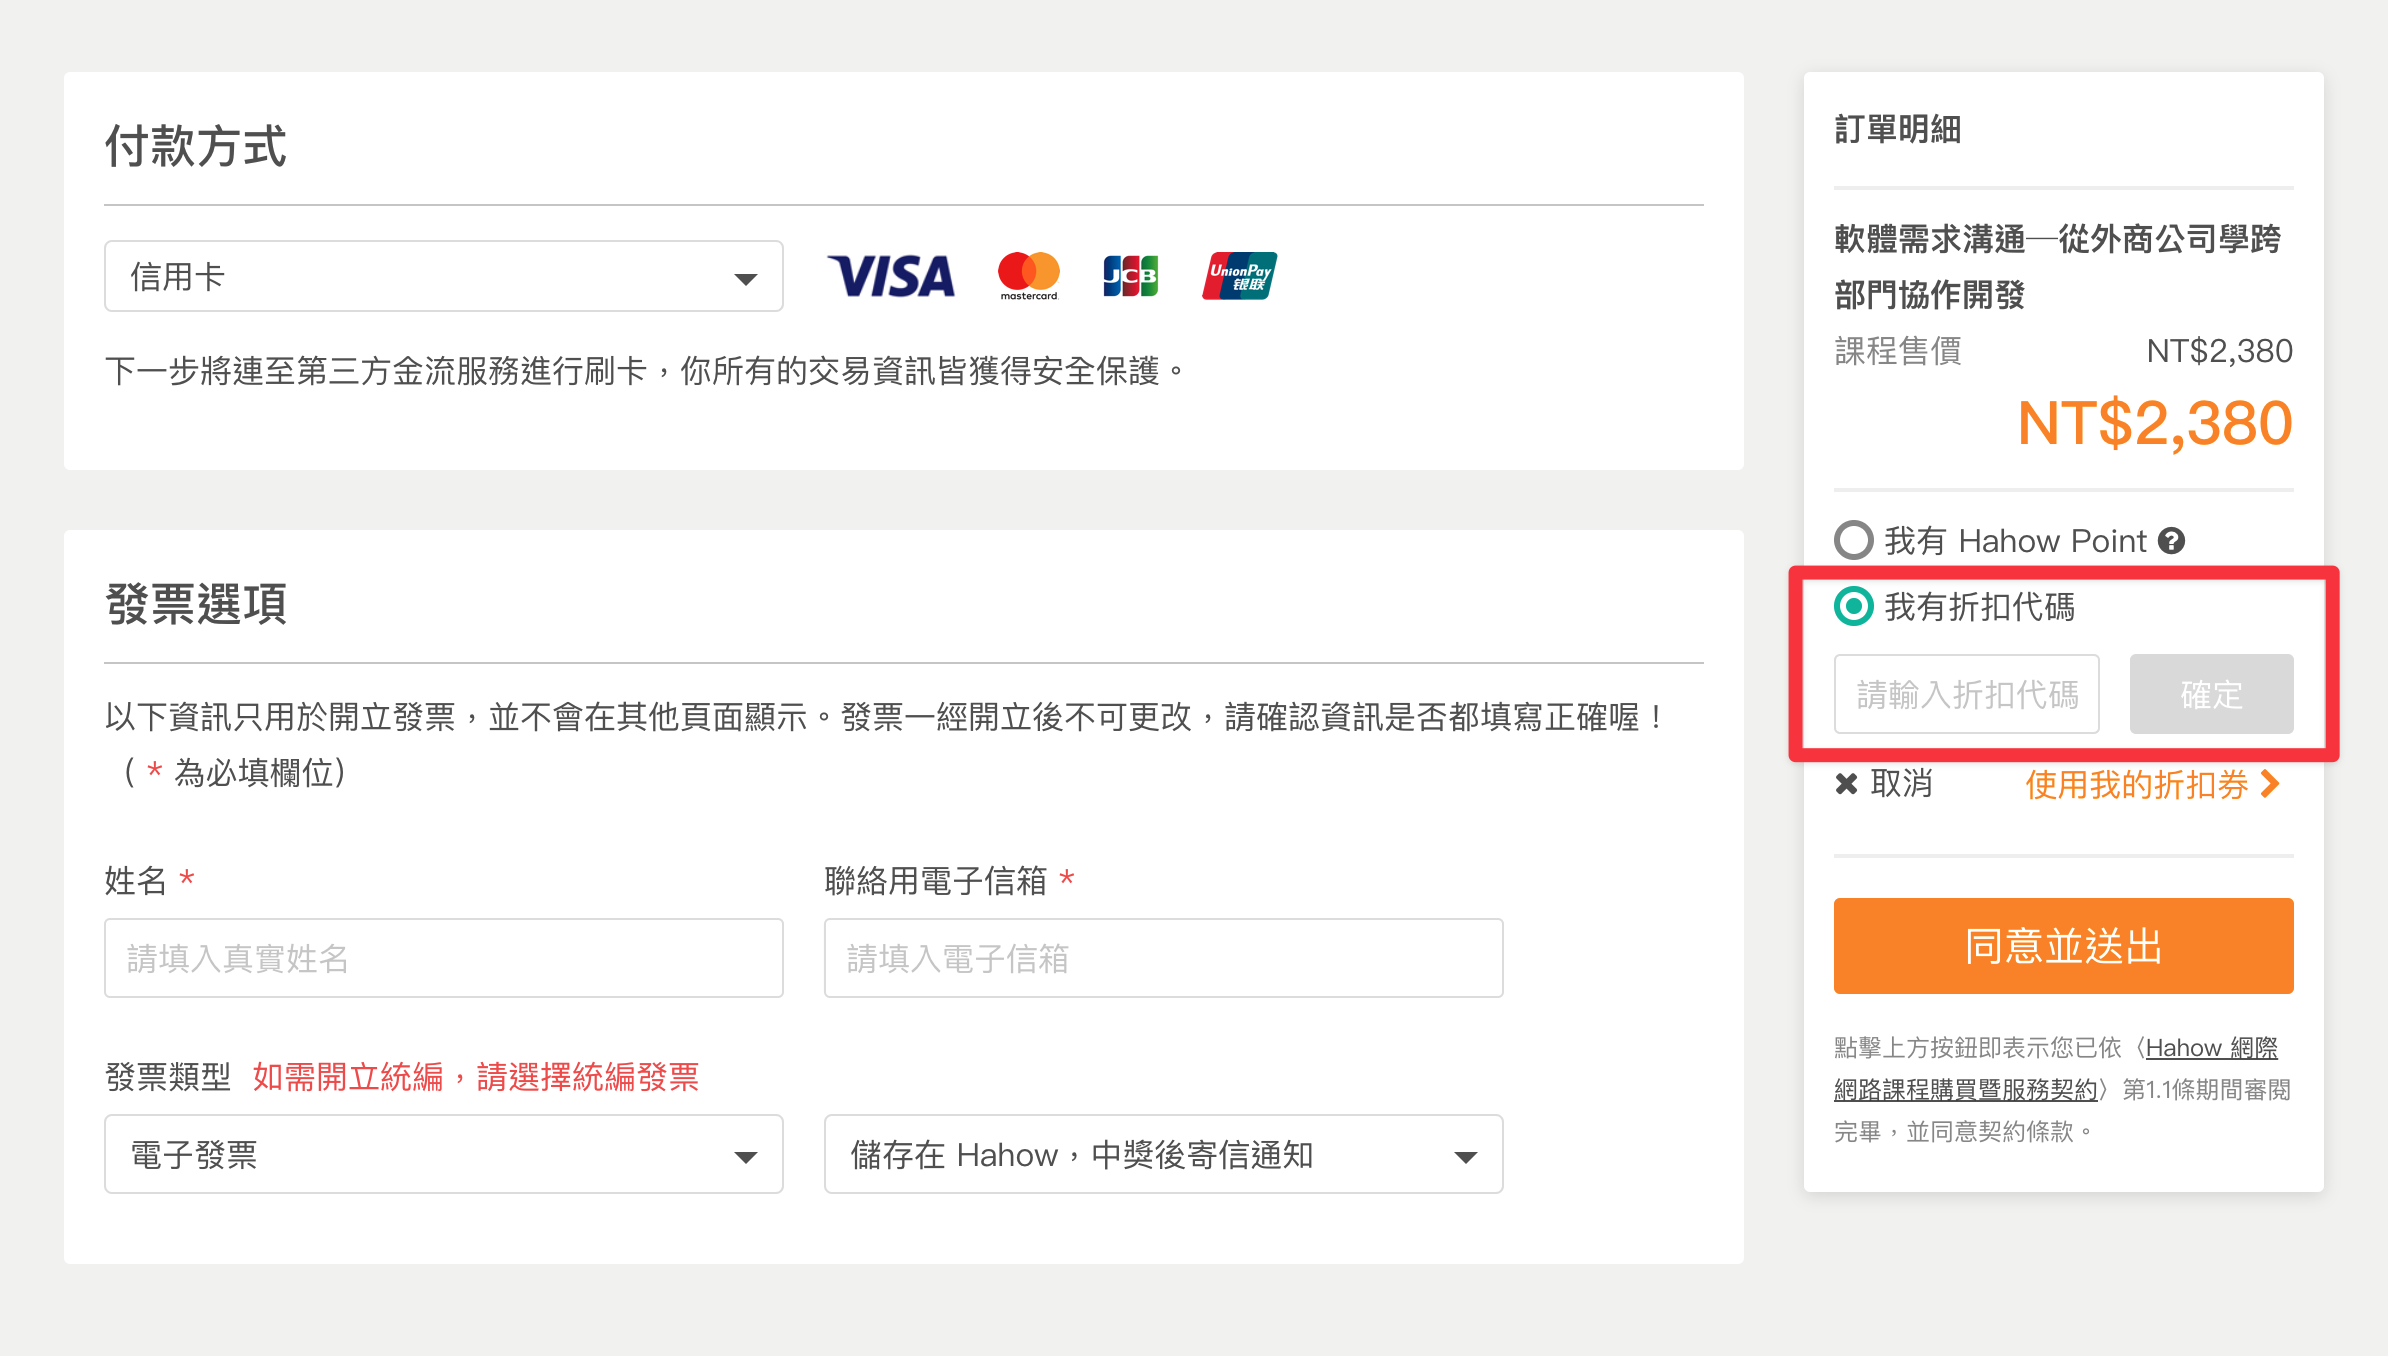 付款方式
信用卡
VISA
mastercard
JCB
UnionPay
银联
下一步將連至第三方金流服務進行刷卡，你所有的交易資訊皆獲得安全保護。
發票選項
以下資訊只用於開立發票，並不會在其他頁面顯示。發票一經開立後不可更改，請確認資訊是否都填寫正確喔！
（ * 為必填欄位）
姓名 *
請填入真實姓名
聯絡用電子信箱 *
請填入電子信箱
發票類型 如需開立統編，請選擇統編發票
電子發票
儲存在 Hahow，中獎後寄信通知
訂單明細
軟體需求溝通—從外商公司學跨
部門協作開發
課程售價 NT$2,380
NT$2,380
我有 Hahow Point ?
我有折扣代碼
請輸入折扣代碼 確定
取消 使用我的折扣券
同意並送出
點擊上方按鈕即表示您已依〈Hahow 網際
網路課程購買暨服務契約〉第1.1條期間審閱
完畢，並同意契約條款。